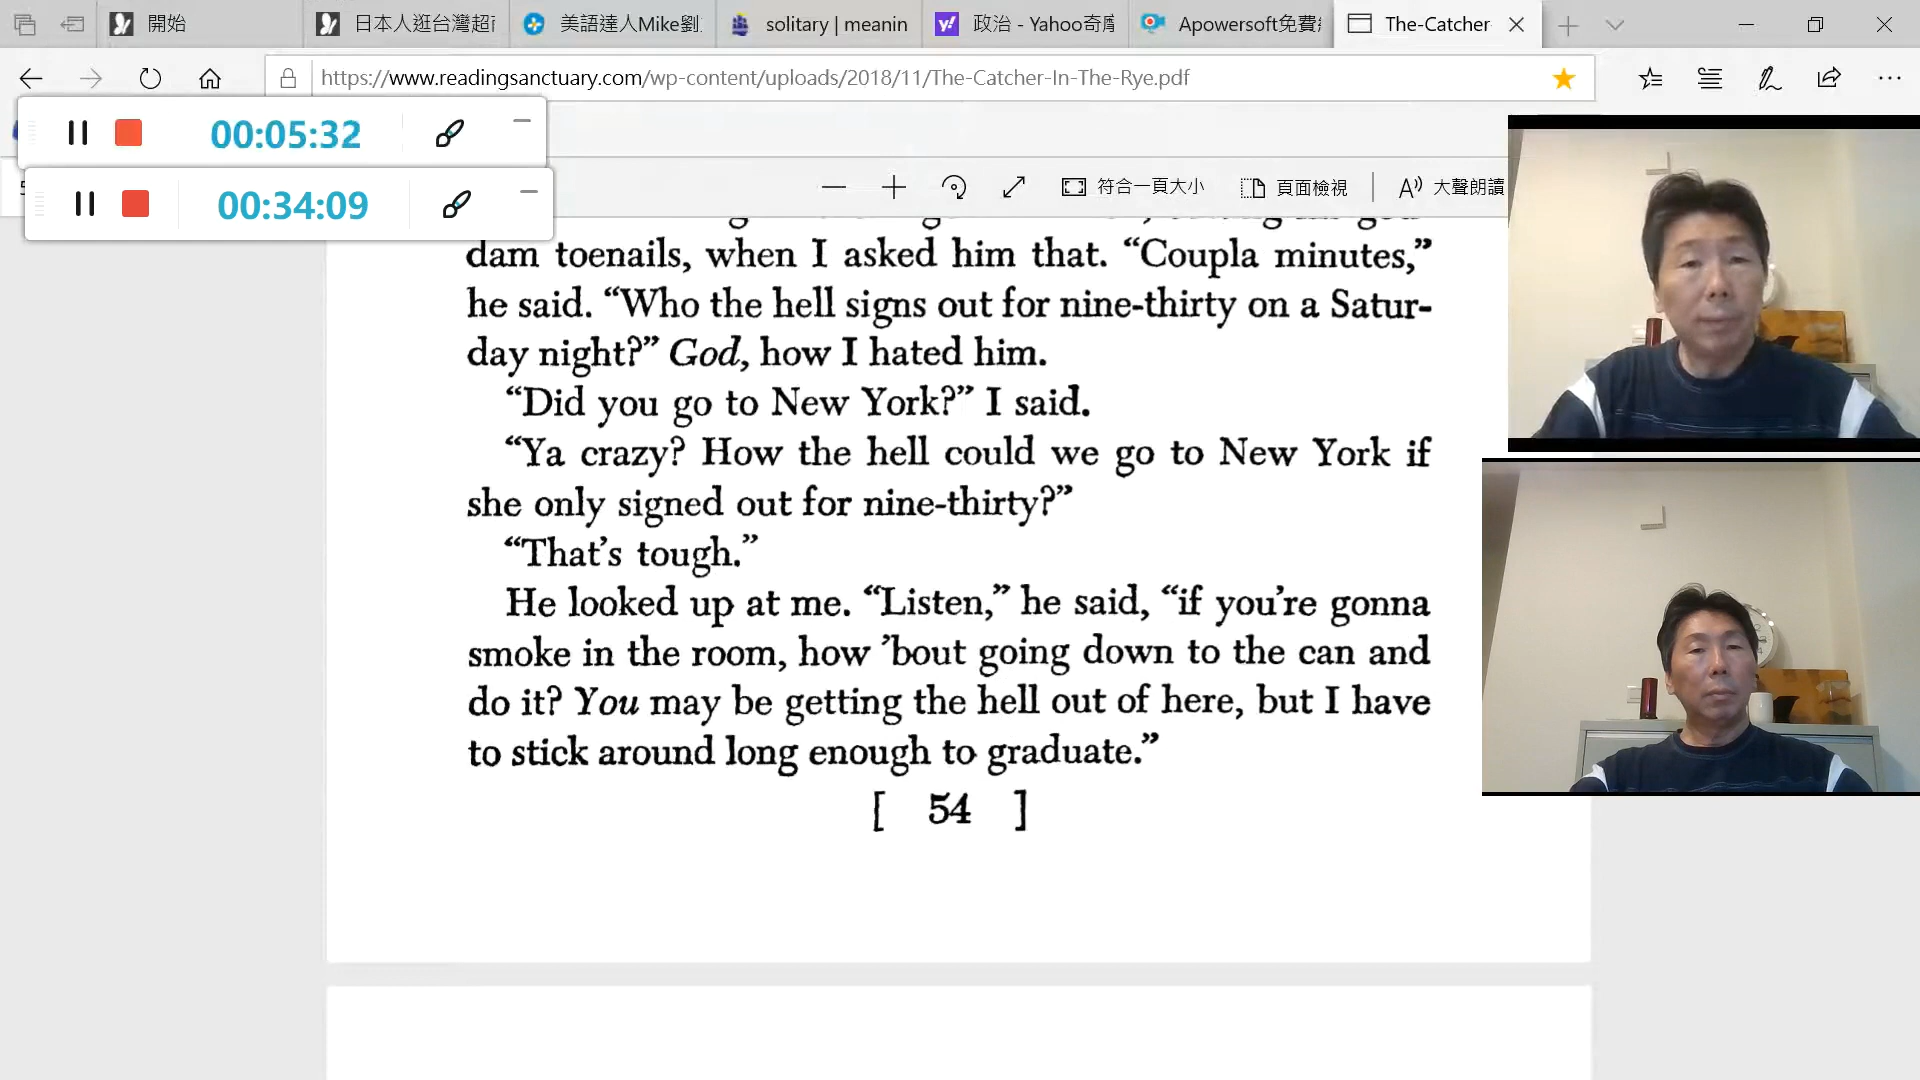 開始
日本人逛台灣超
美語達人Mike劉
solitary | meanin
政治 - Yahoo奇
Apowersoft免費
The-Catcher
https://www.readingsanctuary.com/wp-content/uploads/2018/11/The-Catcher-In-The-Rye.pdf
00:05:32
00:34:09
符合一頁大小
頁面檢視
大聲朗讀
dam toenails, when I asked him that. “Coupla minutes,”
he said. “Who the hell signs out for nine-thirty on a Satur-
day night?” God, how I hated him.
“Did you go to New York?” I said.
“Ya crazy? How the hell could we go to New York if
she only signed out for nine-thirty?”
“That’s tough.”
He looked up at me. “Listen,” he said, “if you’re gonna
smoke in the room, how ’bout going down to the can and
do it? You may be getting the hell out of here, but I have
to stick around long enough to graduate.”
[ 54 ]